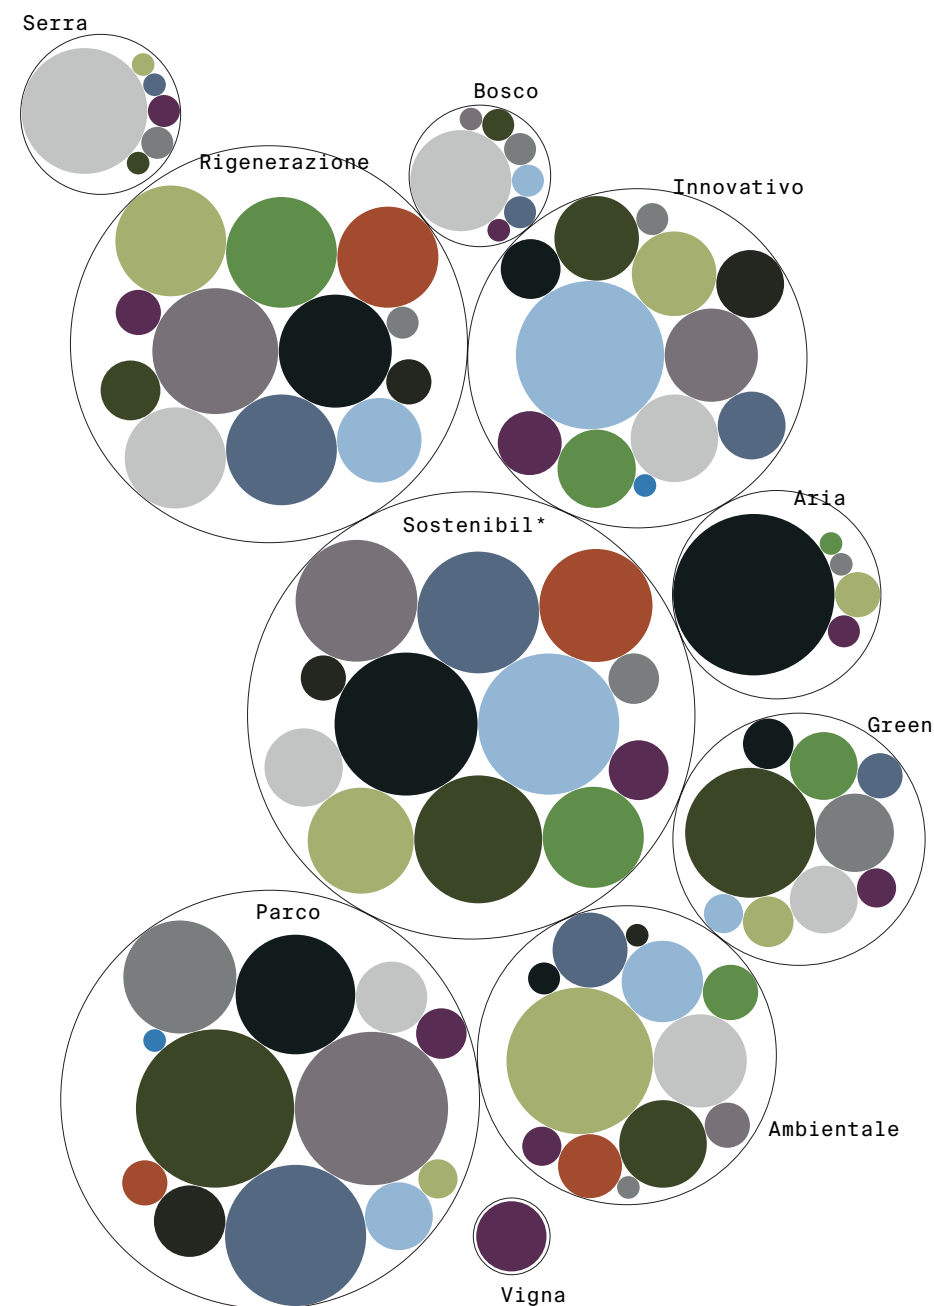 Serra
Bosco
Rigenerazione
Innovativo
Aria
Sostenibil*
Green
Parco
Ambientale
Vigna